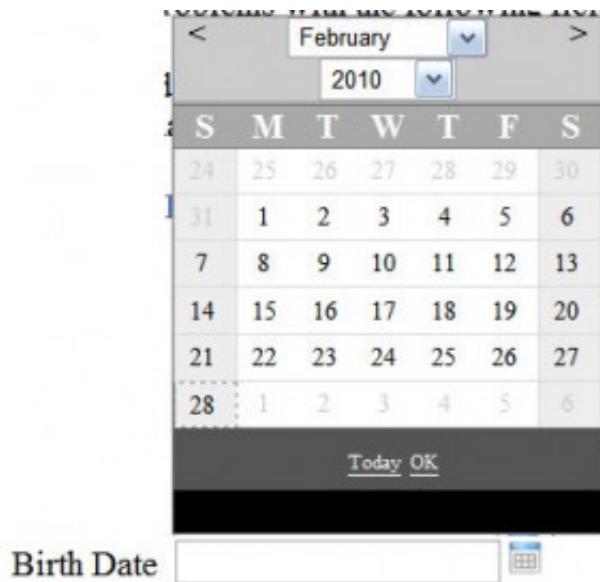 <
February
>
2010
S M T W T F S
24 25 26 27 28 29 30
31 1 2 3 4 5 6
7 8 9 10 11 12 13
14 15 16 17 18 19 20
21 22 23 24 25 26 27
28 1 2 3 4 5 6
Today OK
Birth Date